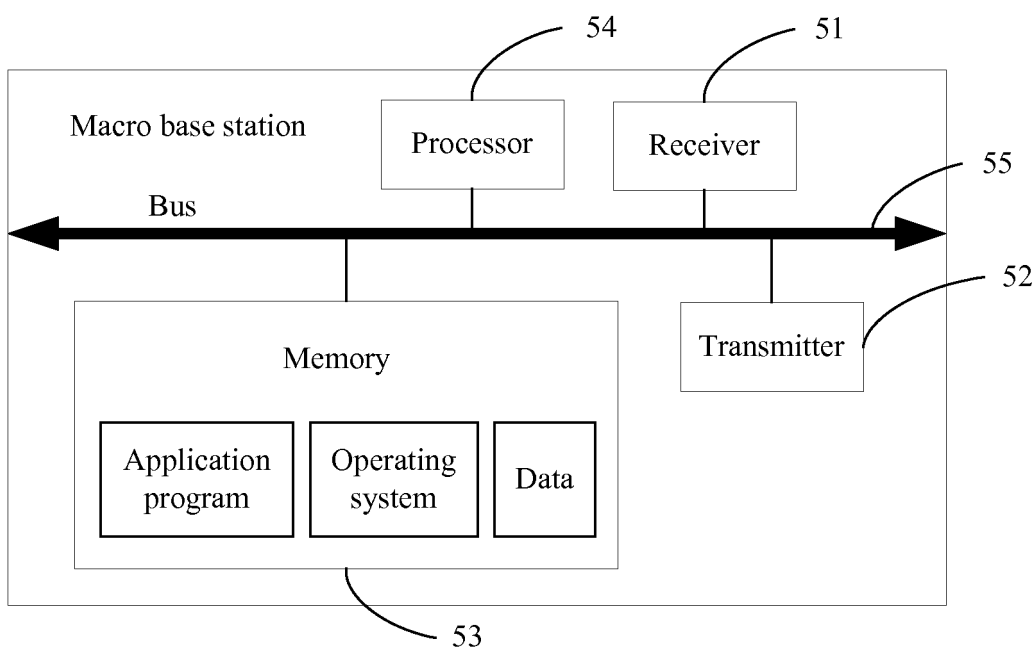 54
51
Macro base station
Processor
Receiver
55
Bus
52
Transmitter
Memory
Application
program
Operating
system
Data
53